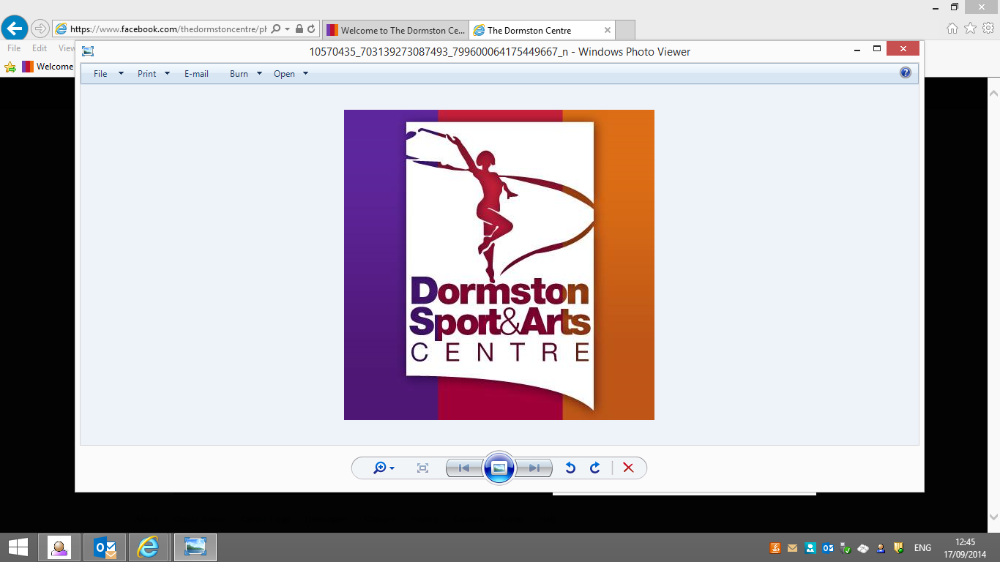 https://www.facebook.com/thedormstoncentre/ph
Welcome to The Dormston Ce...
The Dormston Centre
File Edit View
10570435_703139273087493_799600064175449667_n - Windows Photo Viewer
Welcome
File Print E-mail Burn Open
Dormston
Sport&Arts
CENTRE
ENG
12:45
17/09/2014